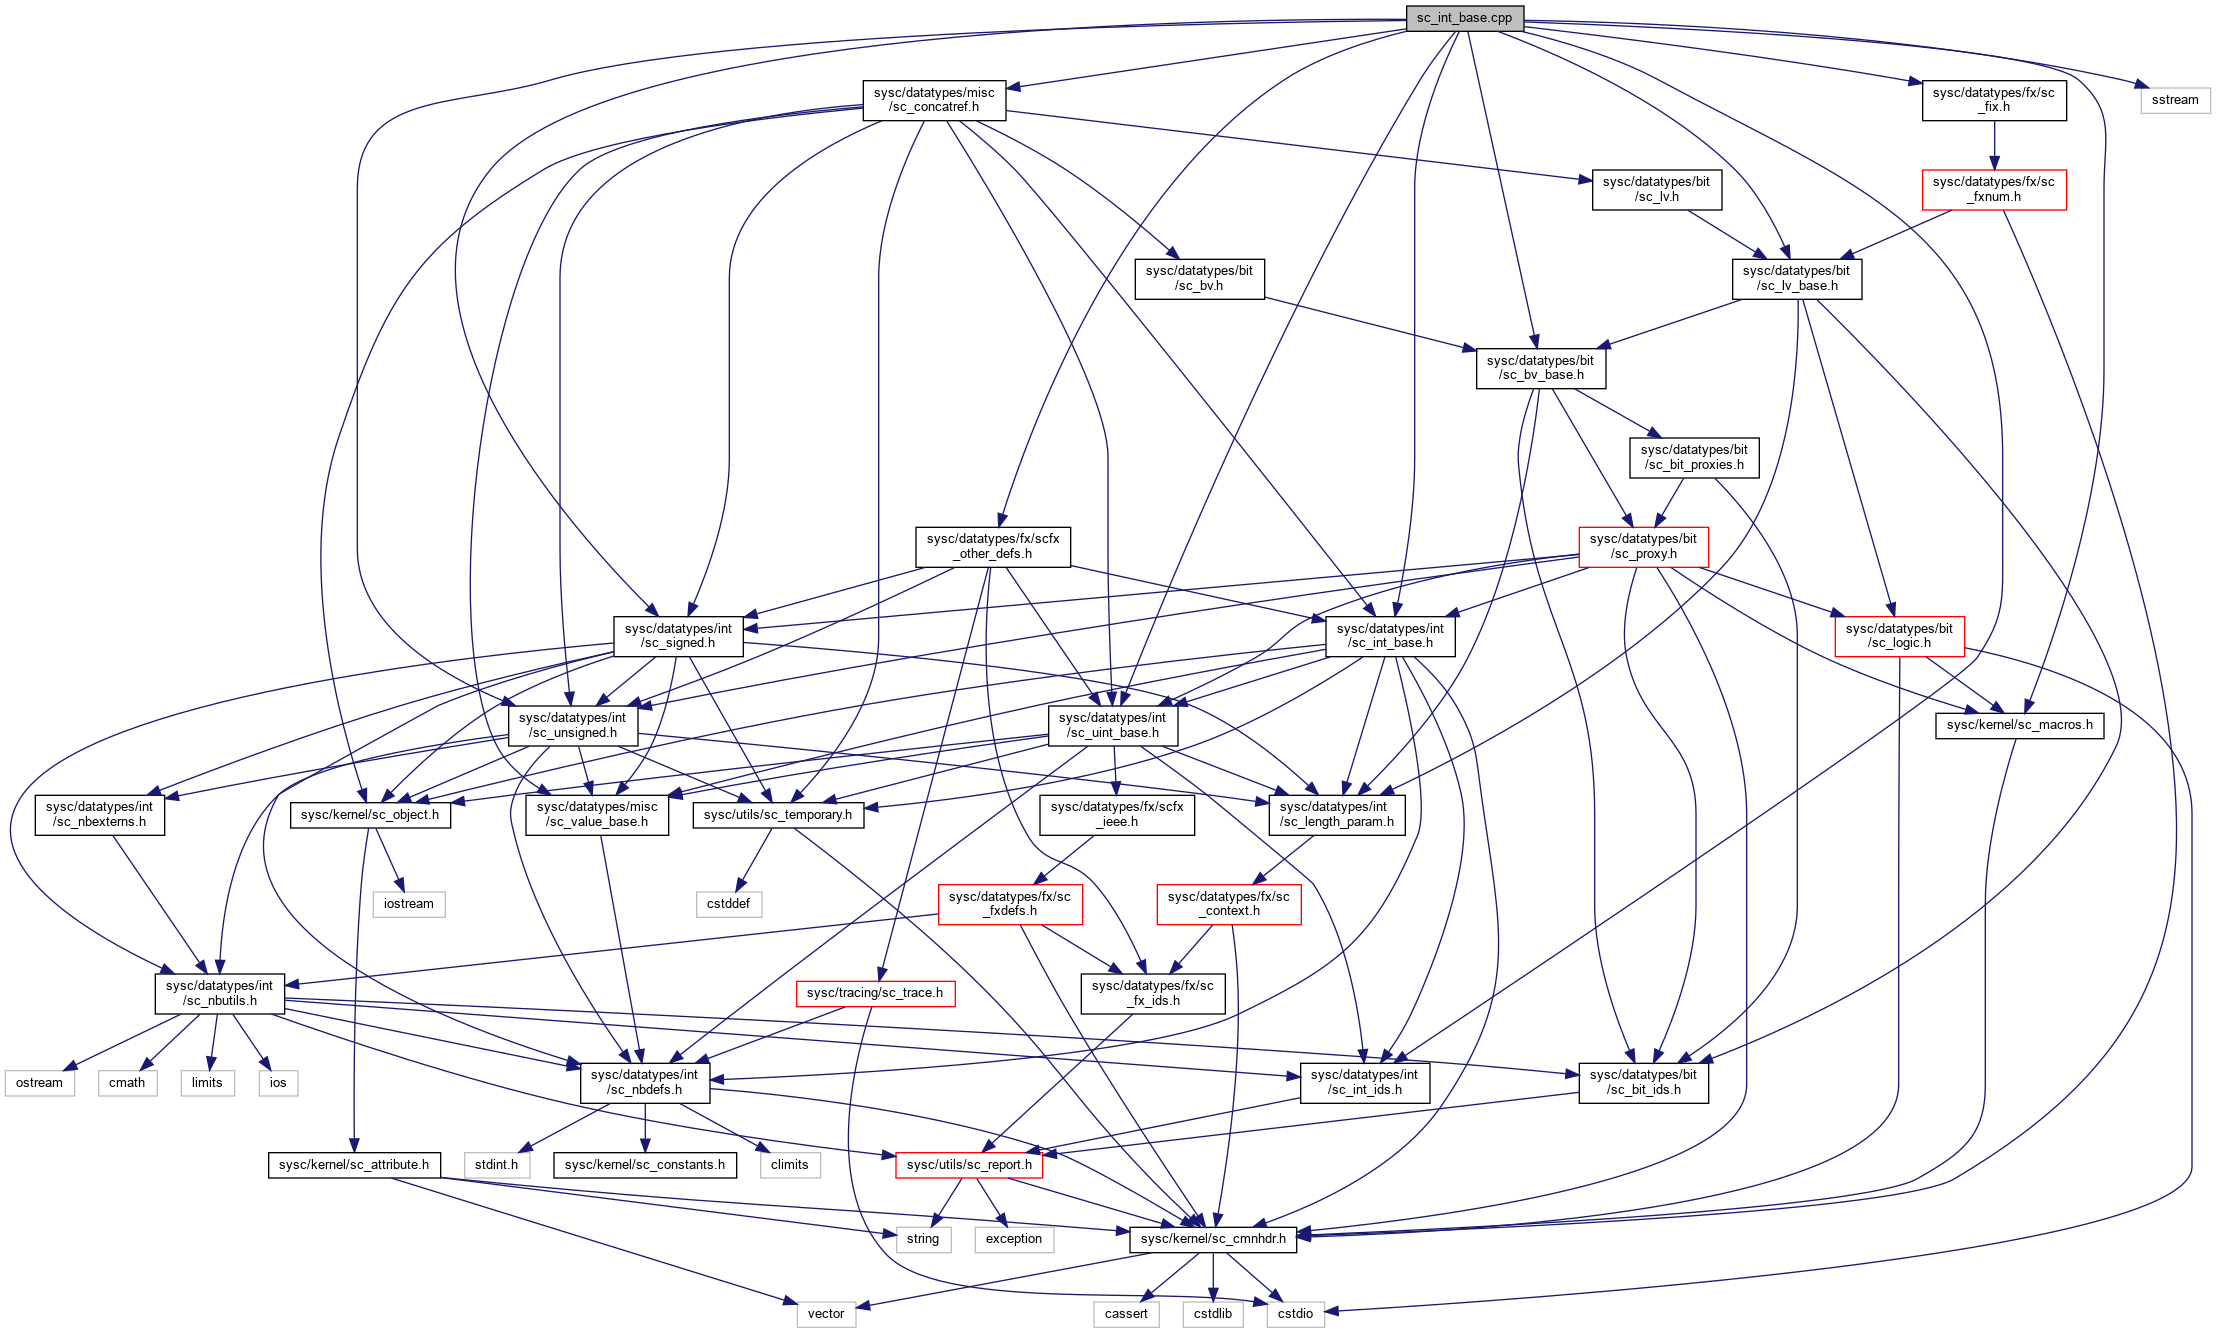 sc_int_base.cpp
sysc/datatypes/misc
/sc_concatref.h
sysc/datatypes/fx/sc
_fix.h
sstream
sysc/datatypes/bit
/sc_lv.h
sysc/datatypes/fx/sc
_fxnum.h
sysc/datatypes/bit
/sc_bv.h
sysc/datatypes/bit
/sc_lv_base.h
sysc/datatypes/bit
/sc_bv_base.h
sysc/datatypes/bit
/sc_bit_proxies.h
sysc/datatypes/fx/scfx
_other_defs.h
sysc/datatypes/bit
/sc_proxy.h
sysc/datatypes/int
/sc_signed.h
sysc/datatypes/int
/sc_int_base.h
sysc/datatypes/bit
/sc_logic.h
sysc/datatypes/int
/sc_unsigned.h
sysc/datatypes/int
/sc_uint_base.h
sysc/kernel/sc_macros.h
sysc/datatypes/int
/sc_nbexterns.h
sysc/kernel/sc_object.h
sysc/datatypes/misc
/sc_value_base.h
sysc/utils/sc_temporary.h
sysc/datatypes/fx/scfx
_ieee.h
sysc/datatypes/int
/sc_length_param.h
iostream
cstddef
sysc/datatypes/fx/sc
_fxdefs.h
sysc/datatypes/fx/sc
_context.h
sysc/datatypes/int
/sc_nbutils.h
sysc/tracing/sc_trace.h
sysc/datatypes/fx/sc
_fx_ids.h
ostream
cmath
limits
ios
sysc/datatypes/int
/sc_nbdefs.h
sysc/datatypes/int
/sc_int_ids.h
sysc/datatypes/bit
/sc_bit_ids.h
sysc/kernel/sc_attribute.h
stdint.h
sysc/kernel/sc_constants.h
climits
sysc/utils/sc_report.h
string
exception
sysc/kernel/sc_cmnhdr.h
vector
cassert
cstdlib
cstdio